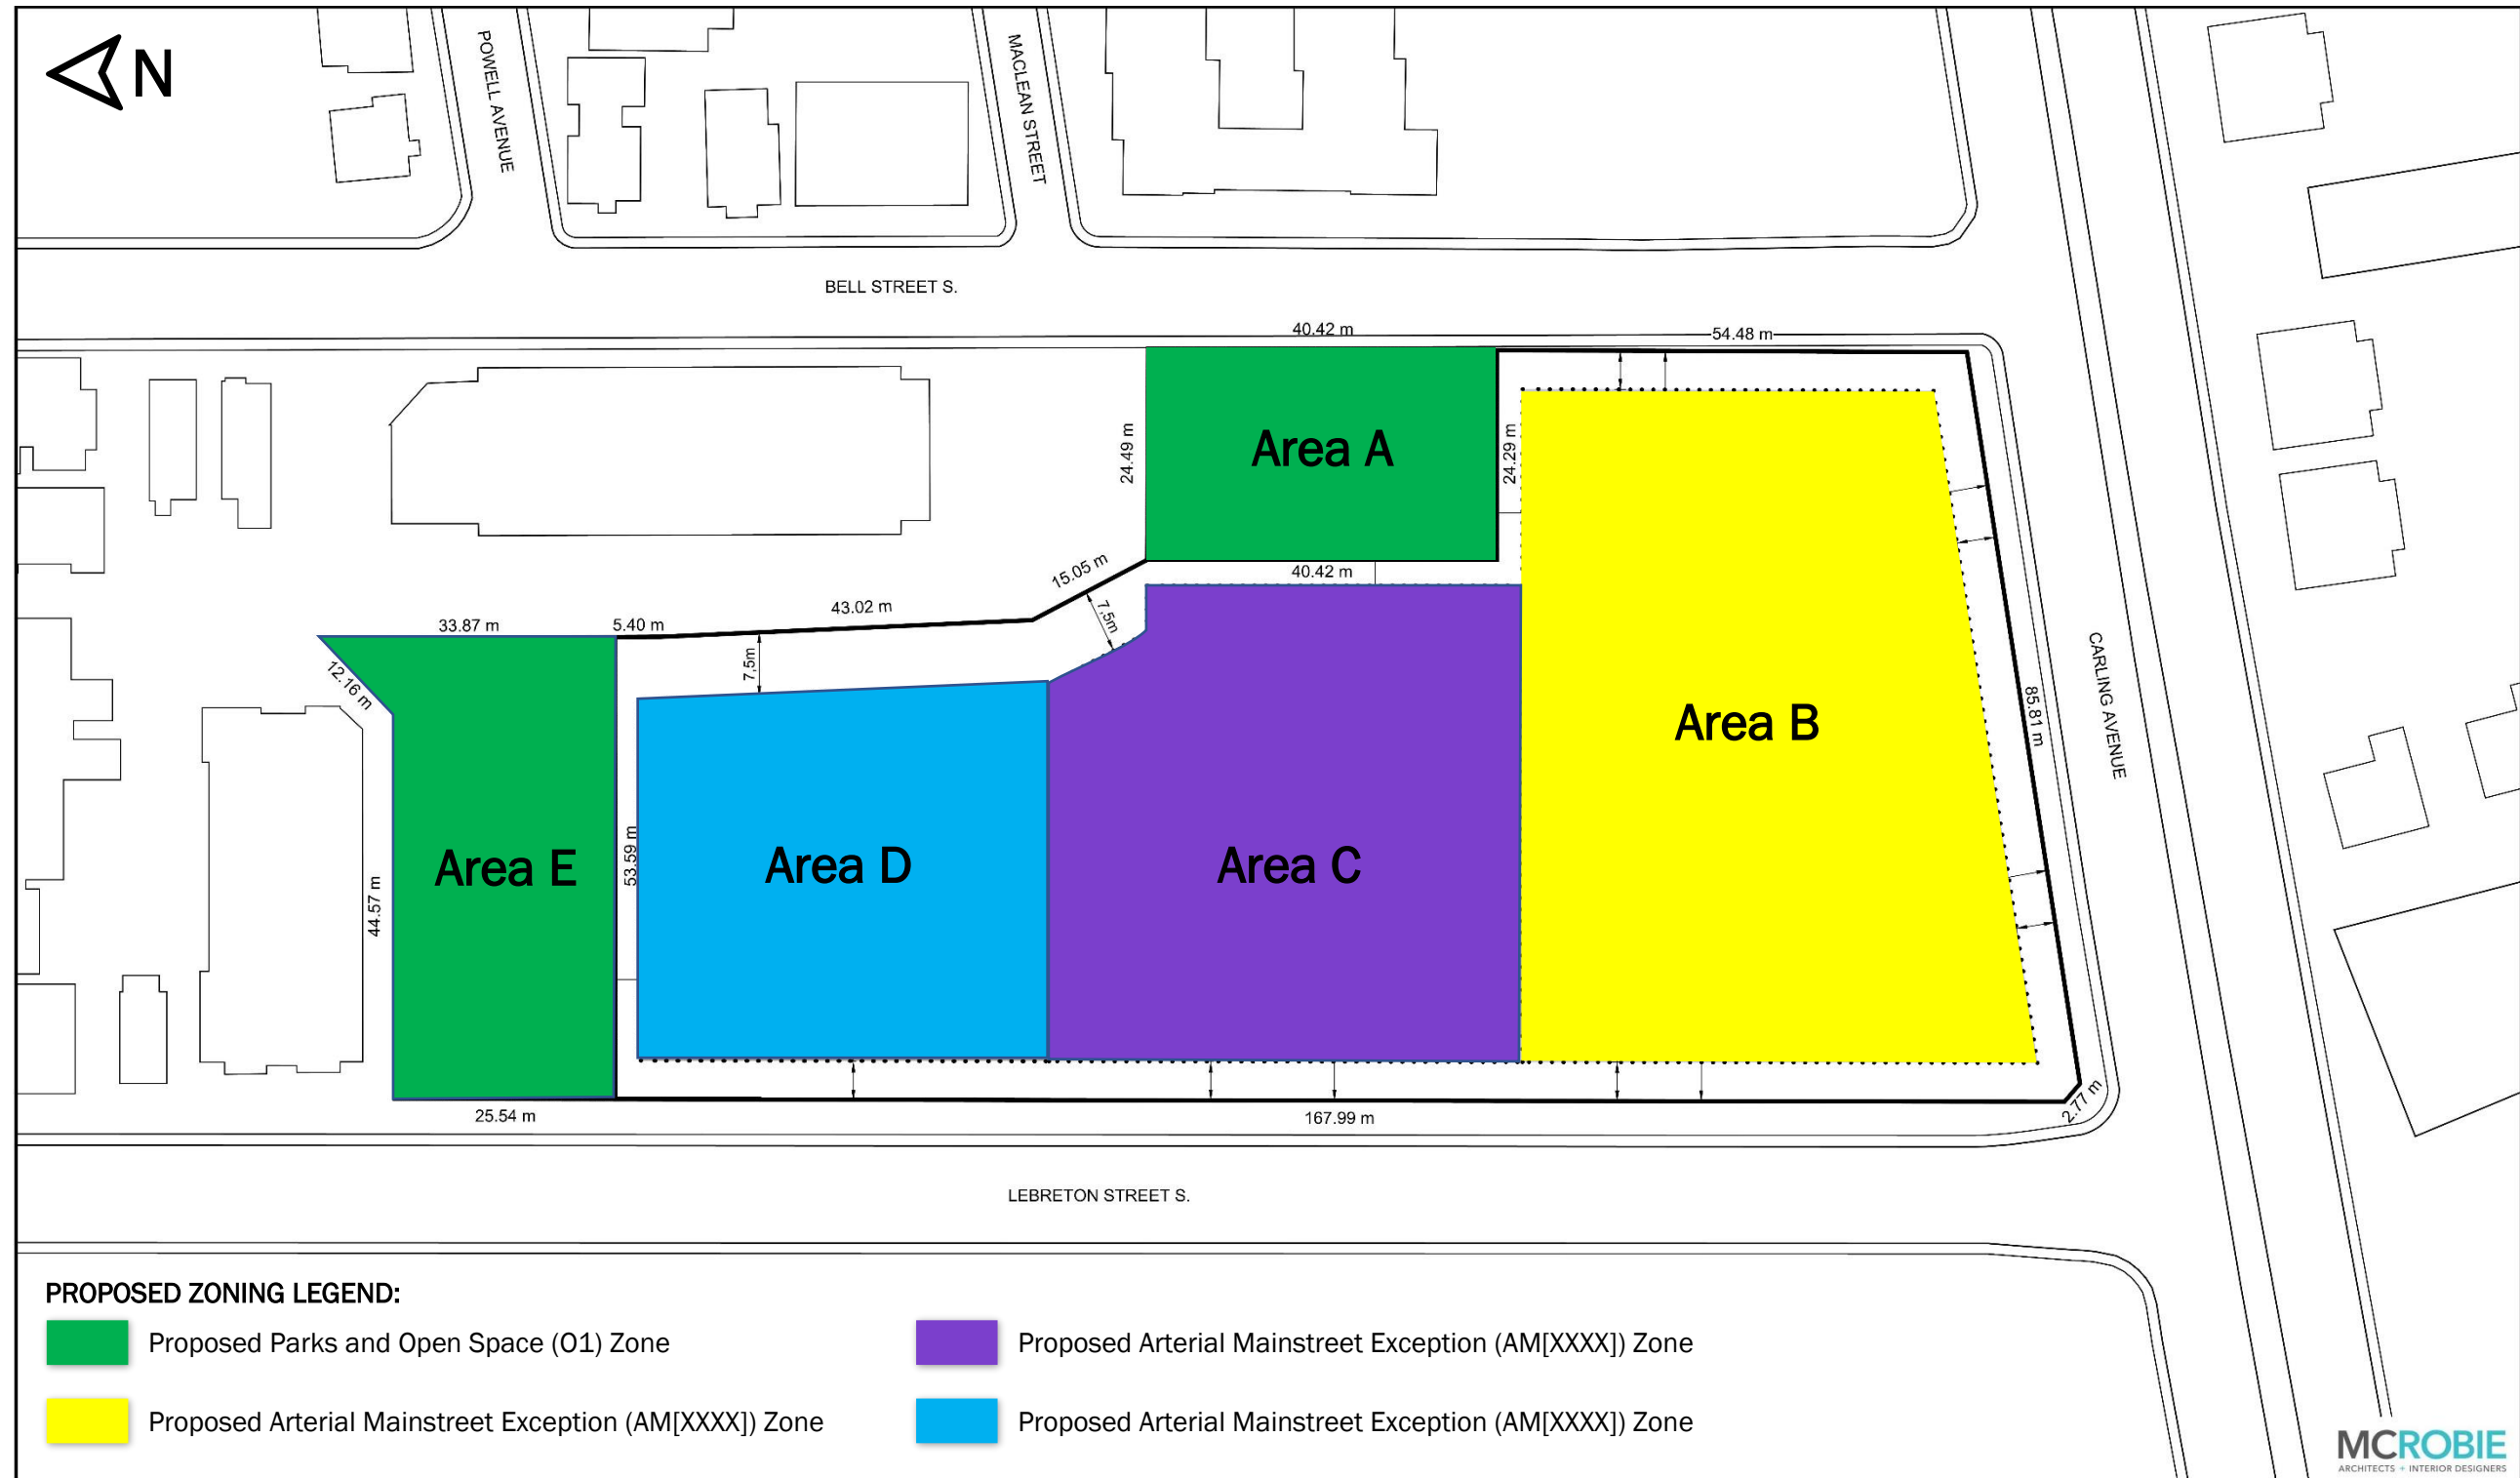 N
POWELL AVENUE
MACLEAN STREET
BELL STREET S.
40.42 m
54.48 m
24.49 m
Area A
24.29 m
15.05 m
40.42 m
43.02 m
7,5m
33.87 m
5.40 m
7,5m
12.16 m
CARLING AVENUE
85.81 m
Area B
53.59 m
Area E
Area D
Area C
44.57 m
25.54 m
167.99 m
2.77 m
LEBRETON STREET S.
PROPOSED ZONING LEGEND:
Proposed Parks and Open Space (O1) Zone
Proposed Arterial Mainstreet Exception (AM[XXXX]) Zone
Proposed Arterial Mainstreet Exception (AM[XXXX]) Zone
Proposed Arterial Mainstreet Exception (AM[XXXX]) Zone
MCROBIE
ARCHITECTS + INTERIOR DESIGNERS